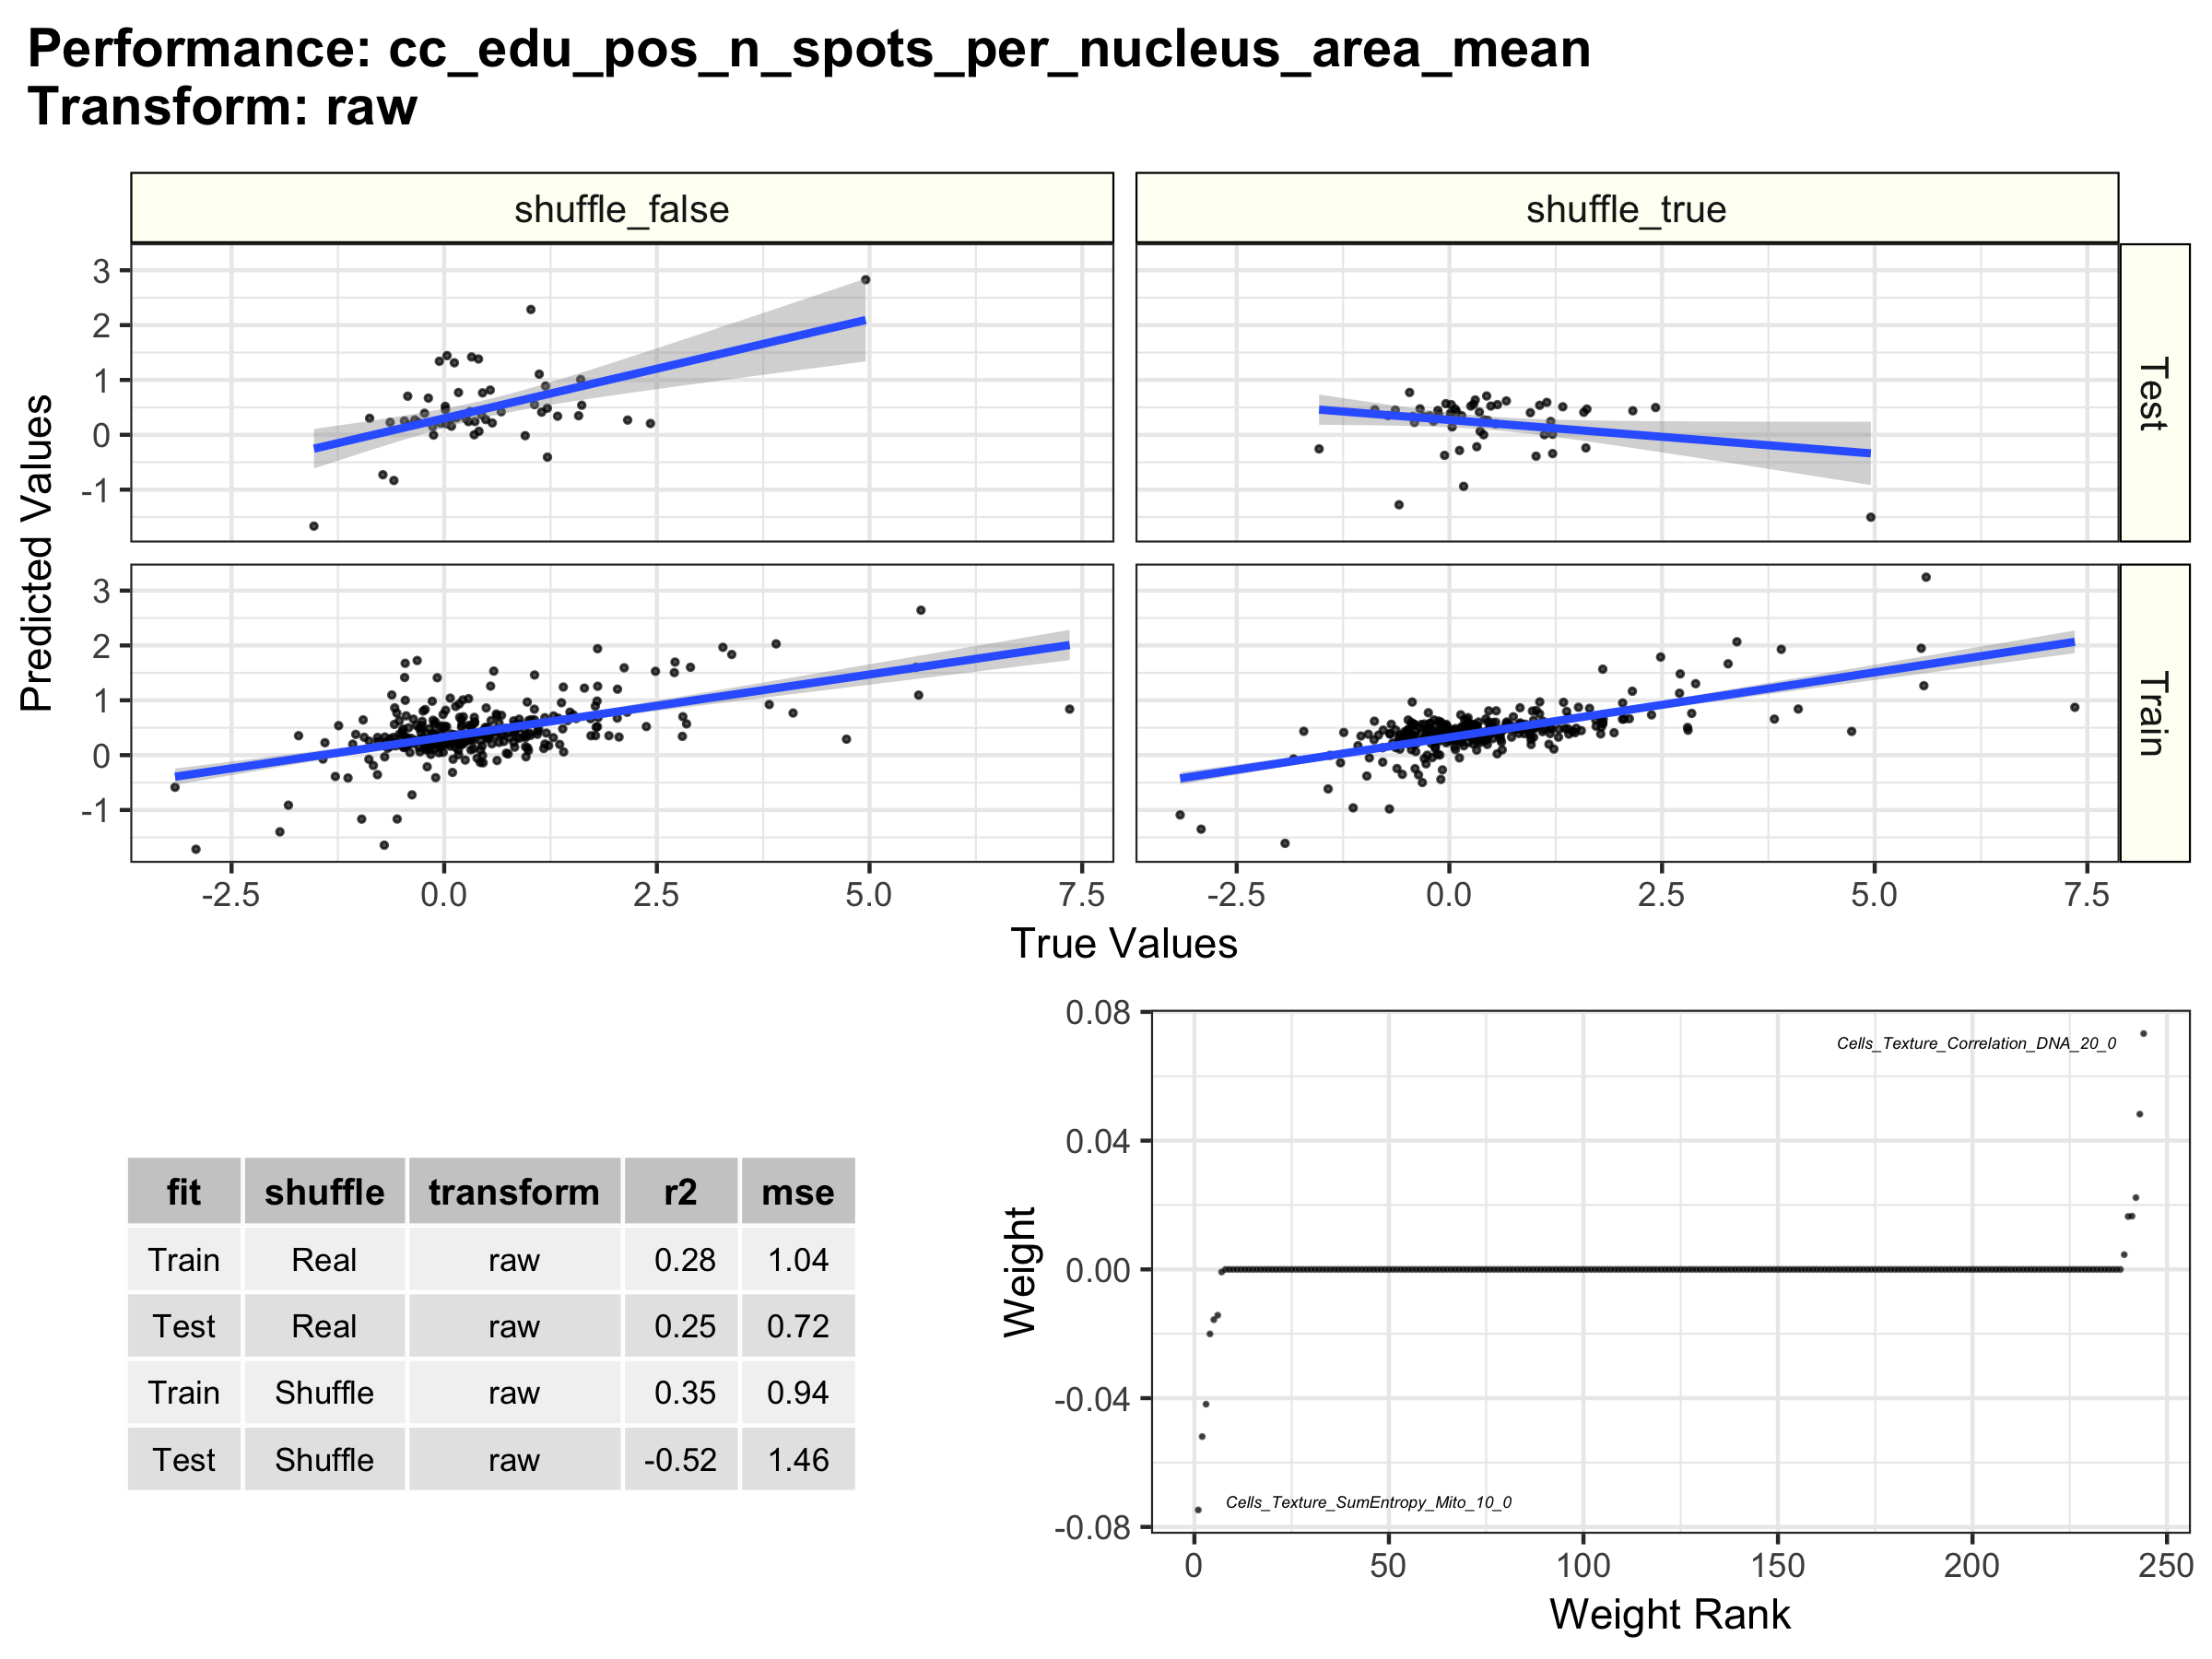 Performance: cc_edu_pos_n_spots_per_nucleus_area_mean
Transform: raw
shuffle_false
shuffle_true
3
2
1
0
-1
Test
Predicted Values
3
2
1
0
-1
Train
-2.5 0.0 2.5 5.0 7.5
-2.5 0.0 2.5 5.0 7.5
True Values
fit shuffle transform r2 mse
Train Real raw 0.28 1.04
Test Real raw 0.25 0.72
Train Shuffle raw 0.35 0.94
Test Shuffle raw -0.52 1.46
0.08
0.04
0.00
-0.04
-0.08
Weight
Cells_Texture_Correlation_DNA_20_0
Cells_Texture_SumEntropy_Mito_10_0
0 50 100 150 200 250
Weight Rank